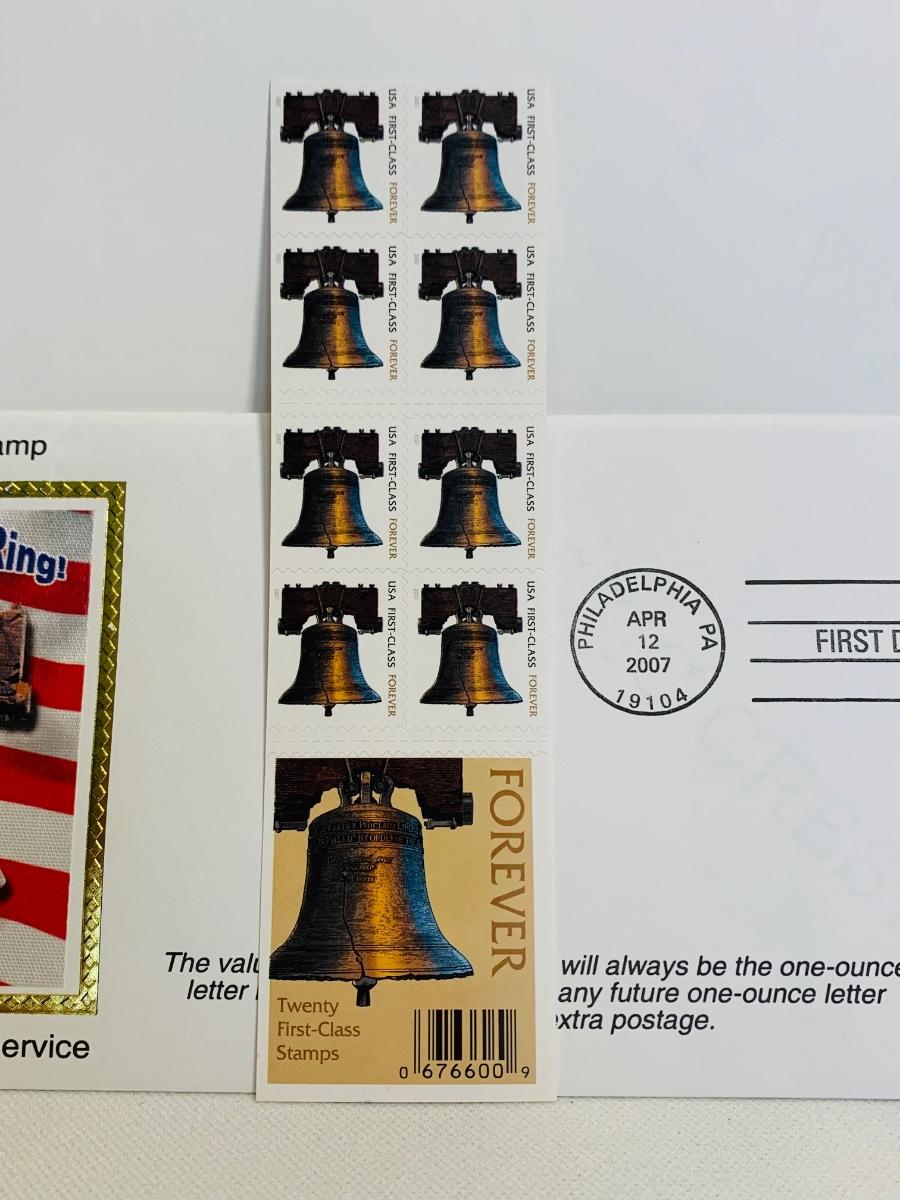 USA FIRST-CLASS FOREVER
USA FIRST-CLASS FOREVER
USA FIRST-CLASS FOREVER
USA FIRST-CLASS FOREVER
amp
USA FIRST-CLASS FOREVER
USA FIRST-CLASS FOREVER
Ring!
USA FIRST-CLASS FOREVER
USA FIRST-CLASS FOREVER
PHILADELPHIA PA
APR
12
2007
19104
FIRST D
FOREVER
The valu will always be the one-ounce
letter any future one-ounce letter
extra postage.
Twenty
First-Class
Stamps
0 676600 9
ervice